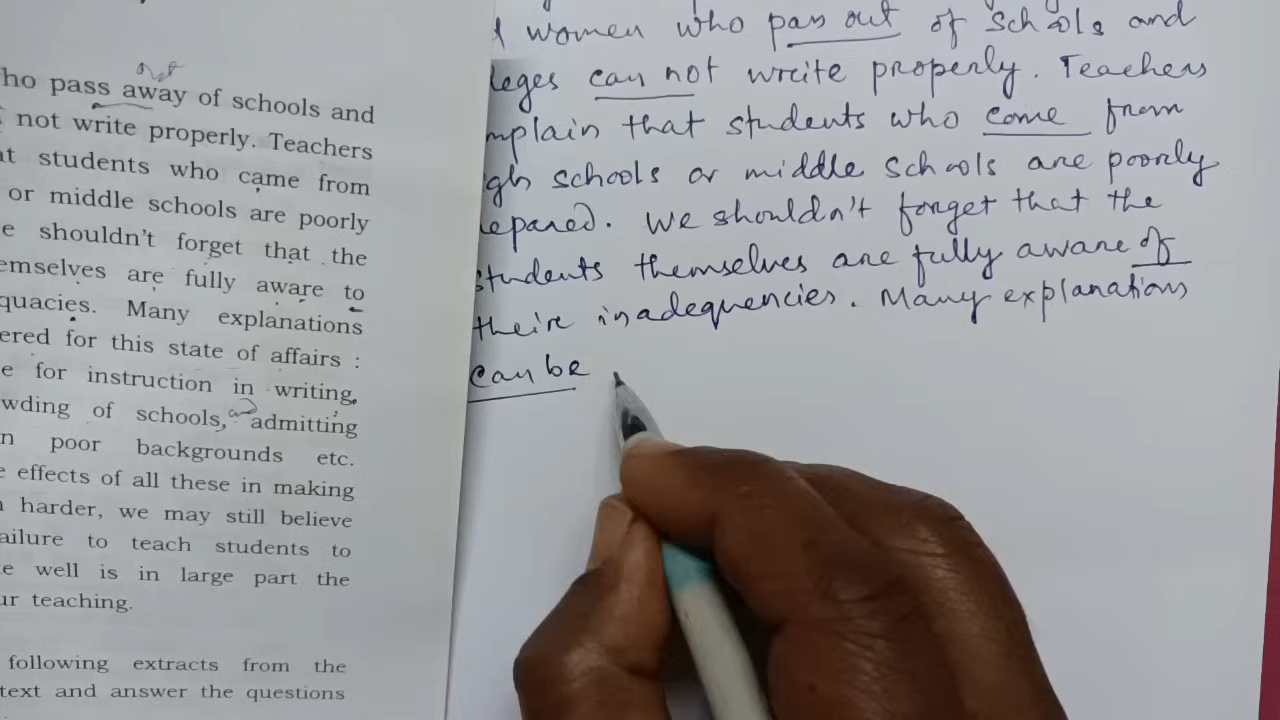 out
ho pass away of schools and
not write properly. Teachers
at students who came from
or middle schools are poorly
e shouldn't forget that the
emselves are fully aware to
quacies. Many explanations
ered for this state of affairs :
e for instruction in writing,
wding of schools, and admitting
n poor backgrounds etc.
e effects of all these in making
n harder, we may still believe
ailure to teach students to
te well is in large part the
ur teaching.
following extracts from the
text and answer the questions
women who pass out of schools and
leges can not write properly. Teachers
mplain that students who come from
gh schools or middle schools are poorly
epared. We shouldn't forget that the
students themselves are fully aware of
their inadequencies. Many explanations
can be